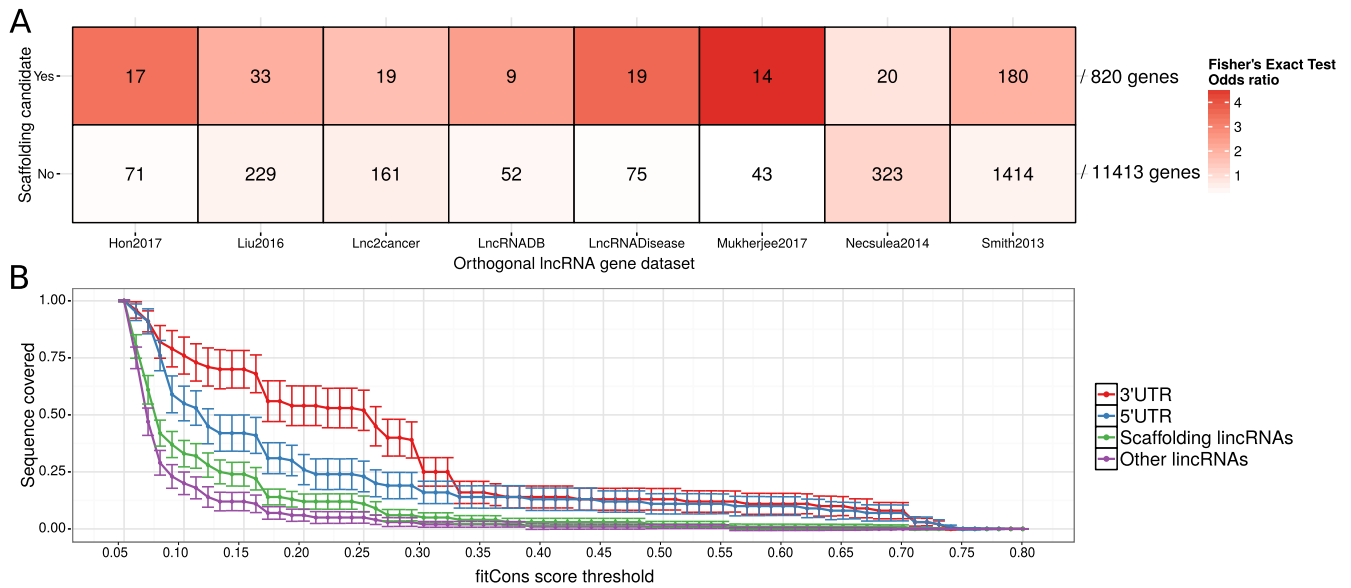 A
Scaffolding candidate
Yes
17 33 19 9 19 14 20 180 / 820 genes
No
71 229 161 52 75 43 323 1414 / 11413 genes
Hon2017 Liu2016 Lnc2cancer LncRNADB LncRNADisease Mukherjee2017 Necsulea2014 Smith2013
Orthogonal lncRNA gene dataset
Fisher's Exact Test
Odds ratio
4
3
2
1
B
Sequence covered
1.00
0.75
0.50
0.25
0.00
0.05 0.10 0.15 0.20 0.25 0.30 0.35 0.40 0.45 0.50 0.55 0.60 0.65 0.70 0.75 0.80
fitCons score threshold
3'UTR
5'UTR
Scaffolding lincRNAs
Other lincRNAs